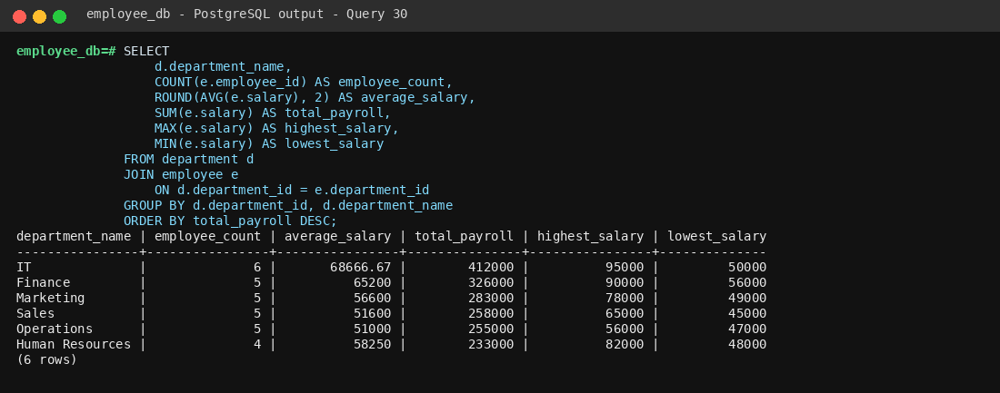 employee_db - PostgreSQL output - Query 30
employee_db=# SELECT
d.department_name,
COUNT(e.employee_id) AS employee_count,
ROUND(AVG(e.salary), 2) AS average_salary,
SUM(e.salary) AS total_payroll,
MAX(e.salary) AS highest_salary,
MIN(e.salary) AS lowest_salary
FROM department d
JOIN employee e
ON d.department_id = e.department_id
GROUP BY d.department_id, d.department_name
ORDER BY total_payroll DESC;
department_name | employee_count | average_salary | total_payroll | highest_salary | lowest_salary
----------------+----------------+----------------+---------------+----------------+--------------
IT              |              6 |       68666.67 |        412000 |          95000 |         50000
Finance         |              5 |          65200 |        326000 |          90000 |         56000
Marketing       |              5 |          56600 |        283000 |          78000 |         49000
Sales           |              5 |          51600 |        258000 |          65000 |         45000
Operations      |              5 |          51000 |        255000 |          56000 |         47000
Human Resources |              4 |          58250 |        233000 |          82000 |         48000
(6 rows)